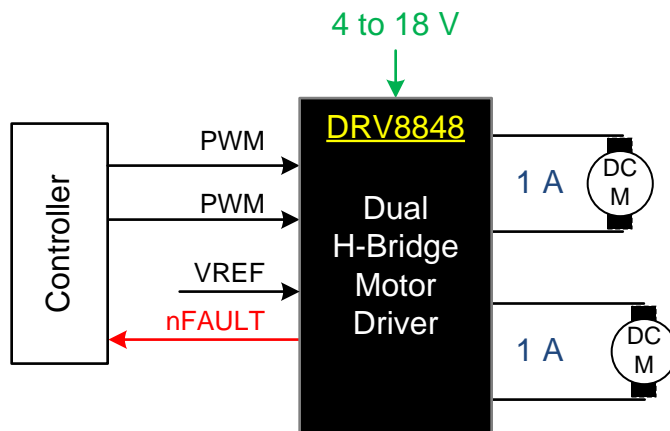 4 to 18 V
DRV8848
Controller
PWM
PWM
VREF
nFAULT
Dual
H-Bridge
Motor
Driver
1 A
DC
M
1 A
DC
M